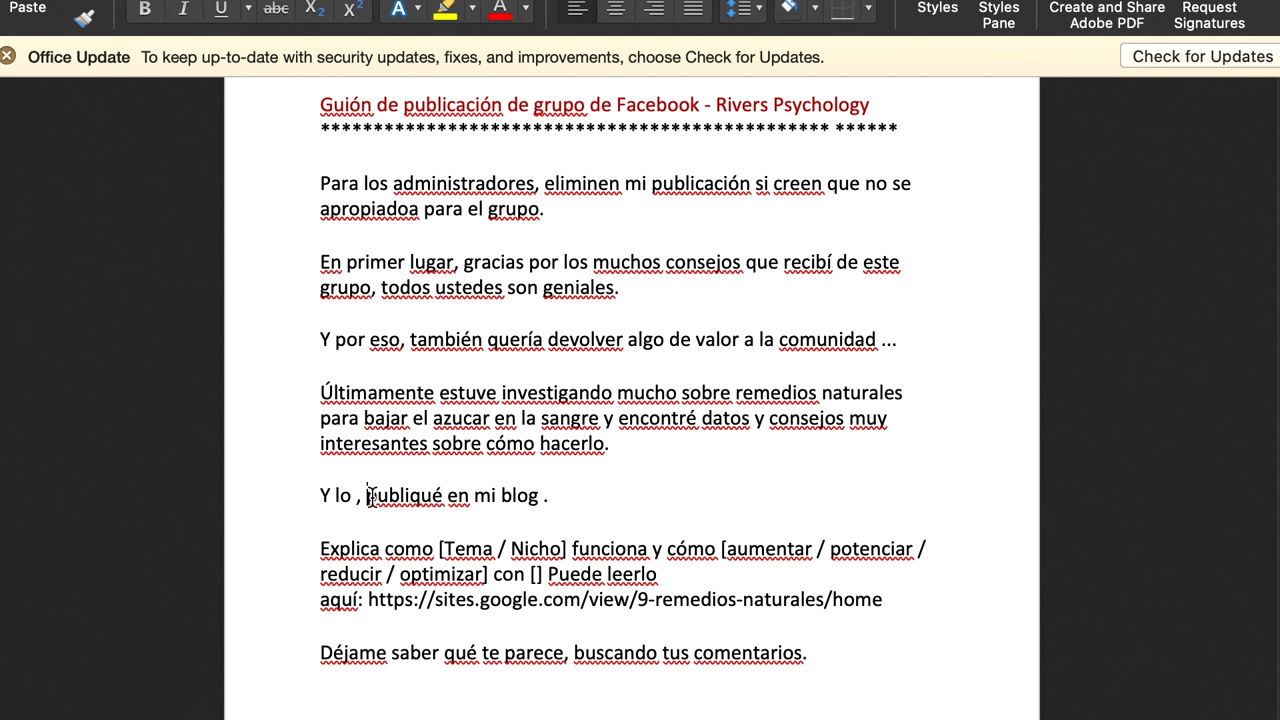 Paste
B I U abc X₂ X² A A
Styles
Styles Pane
Create and Share Adobe PDF
Request Signatures
Office Update To keep up-to-date with security updates, fixes, and improvements, choose Check for Updates.
Check for Updates
Guión de publicación de grupo de Facebook - Rivers Psychology
************************************************ ******
Para los administradores, eliminen mi publicación si creen que no se
apropiadoa para el grupo.
En primer lugar, gracias por los muchos consejos que recibí de este
grupo, todos ustedes son geniales.
Y por eso, también quería devolver algo de valor a la comunidad ...
Últimamente estuve investigando mucho sobre remedios naturales
para bajar el azucar en la sangre y encontré datos y consejos muy
interesantes sobre cómo hacerlo.
Y lo , publiqué en mi blog .
Explica como [Tema / Nicho] funciona y cómo [aumentar / potenciar /
reducir / optimizar] con [] Puede leerlo
aquí: https://sites.google.com/view/9-remedios-naturales/home
Déjame saber qué te parece, buscando tus comentarios.